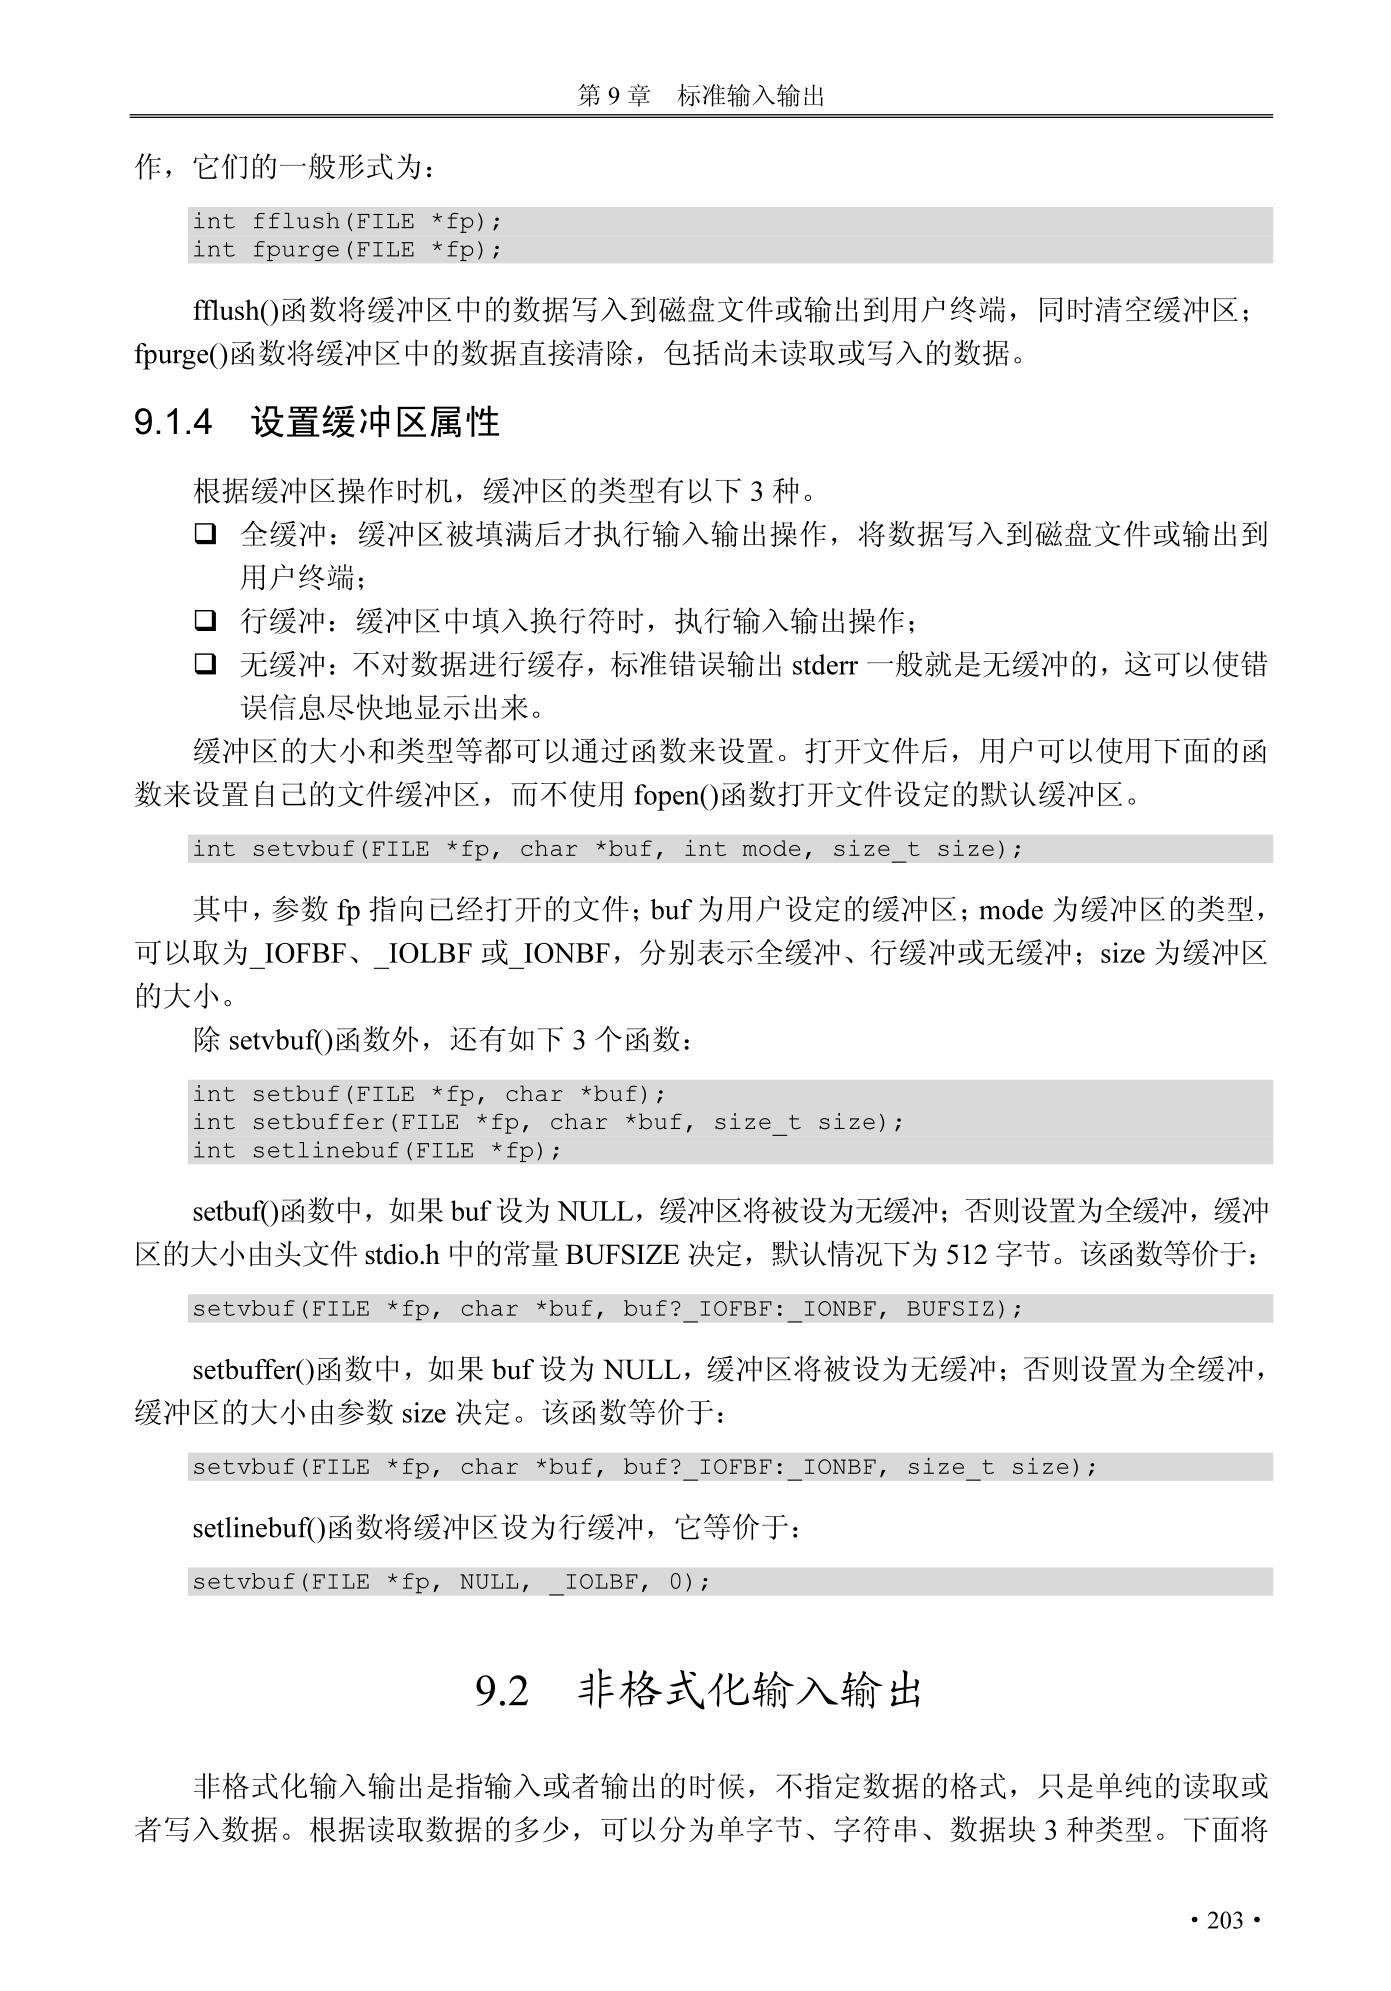 第 9 章　标准输入输出
作，它们的一般形式为：
int fflush(FILE *fp);
int fpurge(FILE *fp);
fflush()函数将缓冲区中的数据写入到磁盘文件或输出到用户终端，同时清空缓冲区；
fpurge()函数将缓冲区中的数据直接清除，包括尚未读取或写入的数据。
9.1.4　设置缓冲区属性
根据缓冲区操作时机，缓冲区的类型有以下 3 种。
❑ 全缓冲：缓冲区被填满后才执行输入输出操作，将数据写入到磁盘文件或输出到
用户终端；
❑ 行缓冲：缓冲区中填入换行符时，执行输入输出操作；
❑ 无缓冲：不对数据进行缓存，标准错误输出 stderr 一般就是无缓冲的，这可以使错
误信息尽快地显示出来。
缓冲区的大小和类型等都可以通过函数来设置。打开文件后，用户可以使用下面的函
数来设置自己的文件缓冲区，而不使用 fopen()函数打开文件设定的默认缓冲区。
int setvbuf(FILE *fp, char *buf, int mode, size_t size);
其中，参数 fp 指向已经打开的文件；buf 为用户设定的缓冲区；mode 为缓冲区的类型，
可以取为_IOFBF、_IOLBF 或_IONBF，分别表示全缓冲、行缓冲或无缓冲；size 为缓冲区
的大小。
除 setvbuf()函数外，还有如下 3 个函数：
int setbuf(FILE *fp, char *buf);
int setbuffer(FILE *fp, char *buf, size_t size);
int setlinebuf(FILE *fp);
setbuf()函数中，如果 buf 设为 NULL，缓冲区将被设为无缓冲；否则设置为全缓冲，缓冲
区的大小由头文件 stdio.h 中的常量 BUFSIZE 决定，默认情况下为 512 字节。该函数等价于：
setvbuf(FILE *fp, char *buf, buf?_IOFBF:_IONBF, BUFSIZ);
setbuffer()函数中，如果 buf 设为 NULL，缓冲区将被设为无缓冲；否则设置为全缓冲，
缓冲区的大小由参数 size 决定。该函数等价于：
setvbuf(FILE *fp, char *buf, buf?_IOFBF:_IONBF, size_t size);
setlinebuf()函数将缓冲区设为行缓冲，它等价于：
setvbuf(FILE *fp, NULL, _IOLBF, 0);
9.2　非格式化输入输出
非格式化输入输出是指输入或者输出的时候，不指定数据的格式，只是单纯的读取或
者写入数据。根据读取数据的多少，可以分为单字节、字符串、数据块 3 种类型。下面将
• 203 •